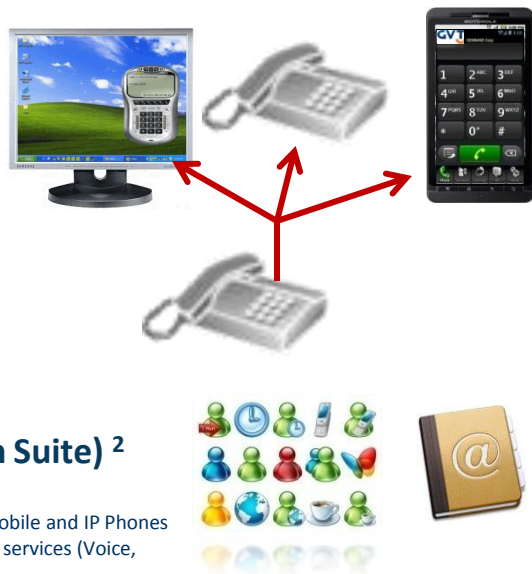 GVT
MOTOROLA
1 2 ABC 3 DEF
4 GHI 5 JKL 6 MNO
7 PQRS 8 TUV 9 WXYZ
* 0 + #
@
n Suite) ²
obile and IP Phones
services (Voice,